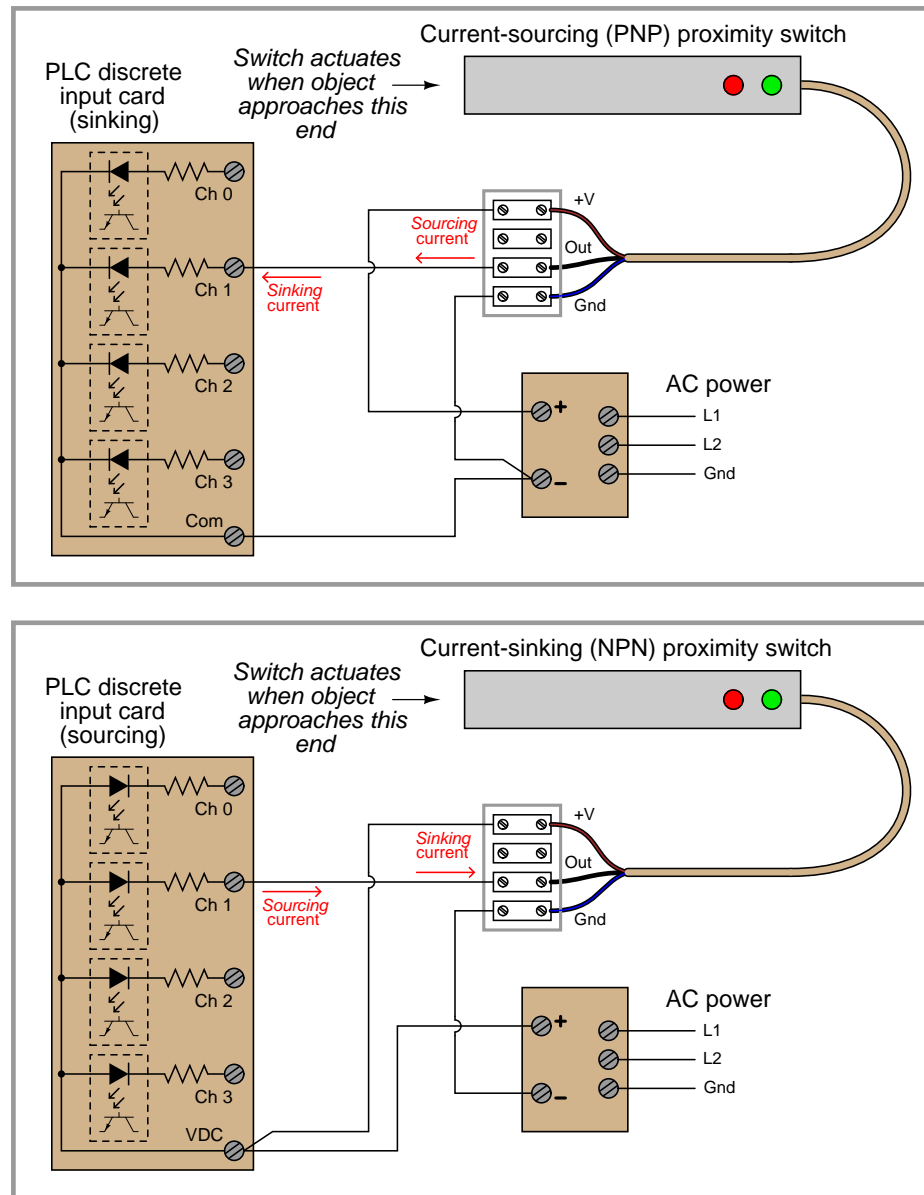 Current-sourcing (PNP) proximity switch
Switch actuates
when object
approaches this
end
PLC discrete
input card
(sinking)
Ch 0
Ch 1
Ch 2
Ch 3
Com
Sourcing
current
Sinking
current
+V
Out
Gnd
+
-
AC power
L1
L2
Gnd
Current-sinking (NPN) proximity switch
Switch actuates
when object
approaches this
end
PLC discrete
input card
(sourcing)
Ch 0
Ch 1
Ch 2
Ch 3
VDC
Sinking
current
Sourcing
current
+V
Out
Gnd
+
-
AC power
L1
L2
Gnd